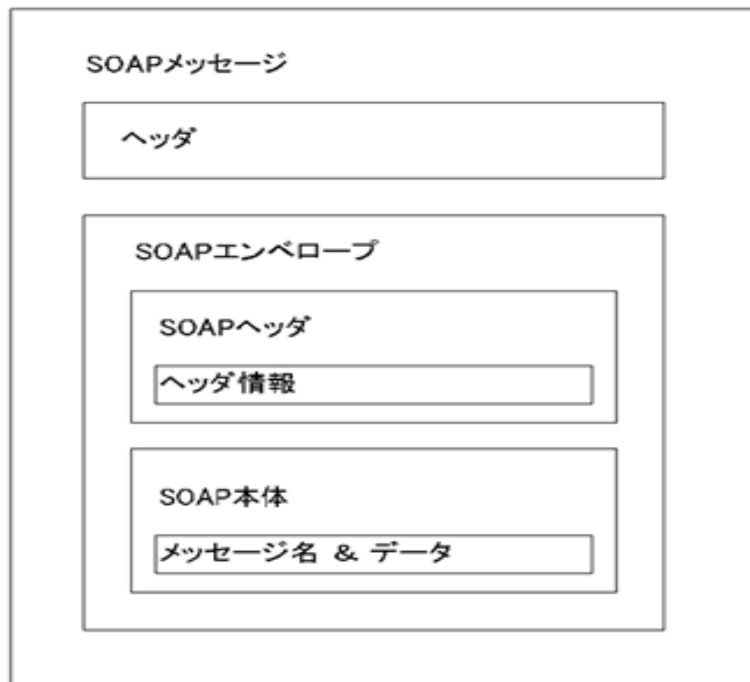 SOAPメッセージ
ヘッダ
SOAPエンベロープ
SOAPヘッダ
ヘッダ情報
SOAP本体
メッセージ名 & データ